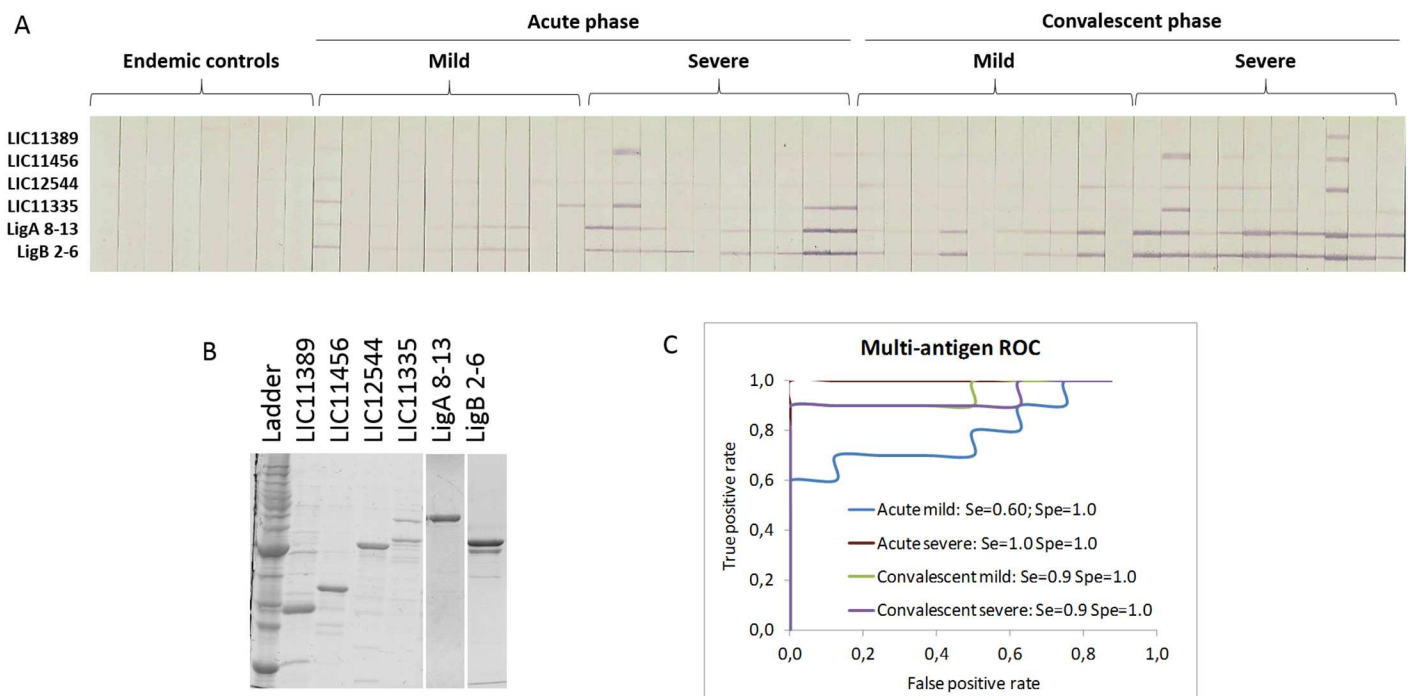 A
Acute phase
Convalescent phase
Endemic controls
Mild
Severe
Mild
Severe
LIC11389
LIC11456
LIC12544
LIC11335
LigA 8-13
LigB 2-6
B
Ladder
LIC11389
LIC11456
LIC12544
LIC11335
LigA 8-13
LigB 2-6
C
Multi-antigen ROC
True positive rate
1,0
0,8
0,6
0,4
0,2
0,0
Acute mild: Se=0.60; Spe=1.0
Acute severe: Se=1.0 Spe=1.0
Convalescent mild: Se=0.9 Spe=1.0
Convalescent severe: Se=0.9 Spe=1.0
0,0 0,2 0,4 0,6 0,8 1,0
False positive rate